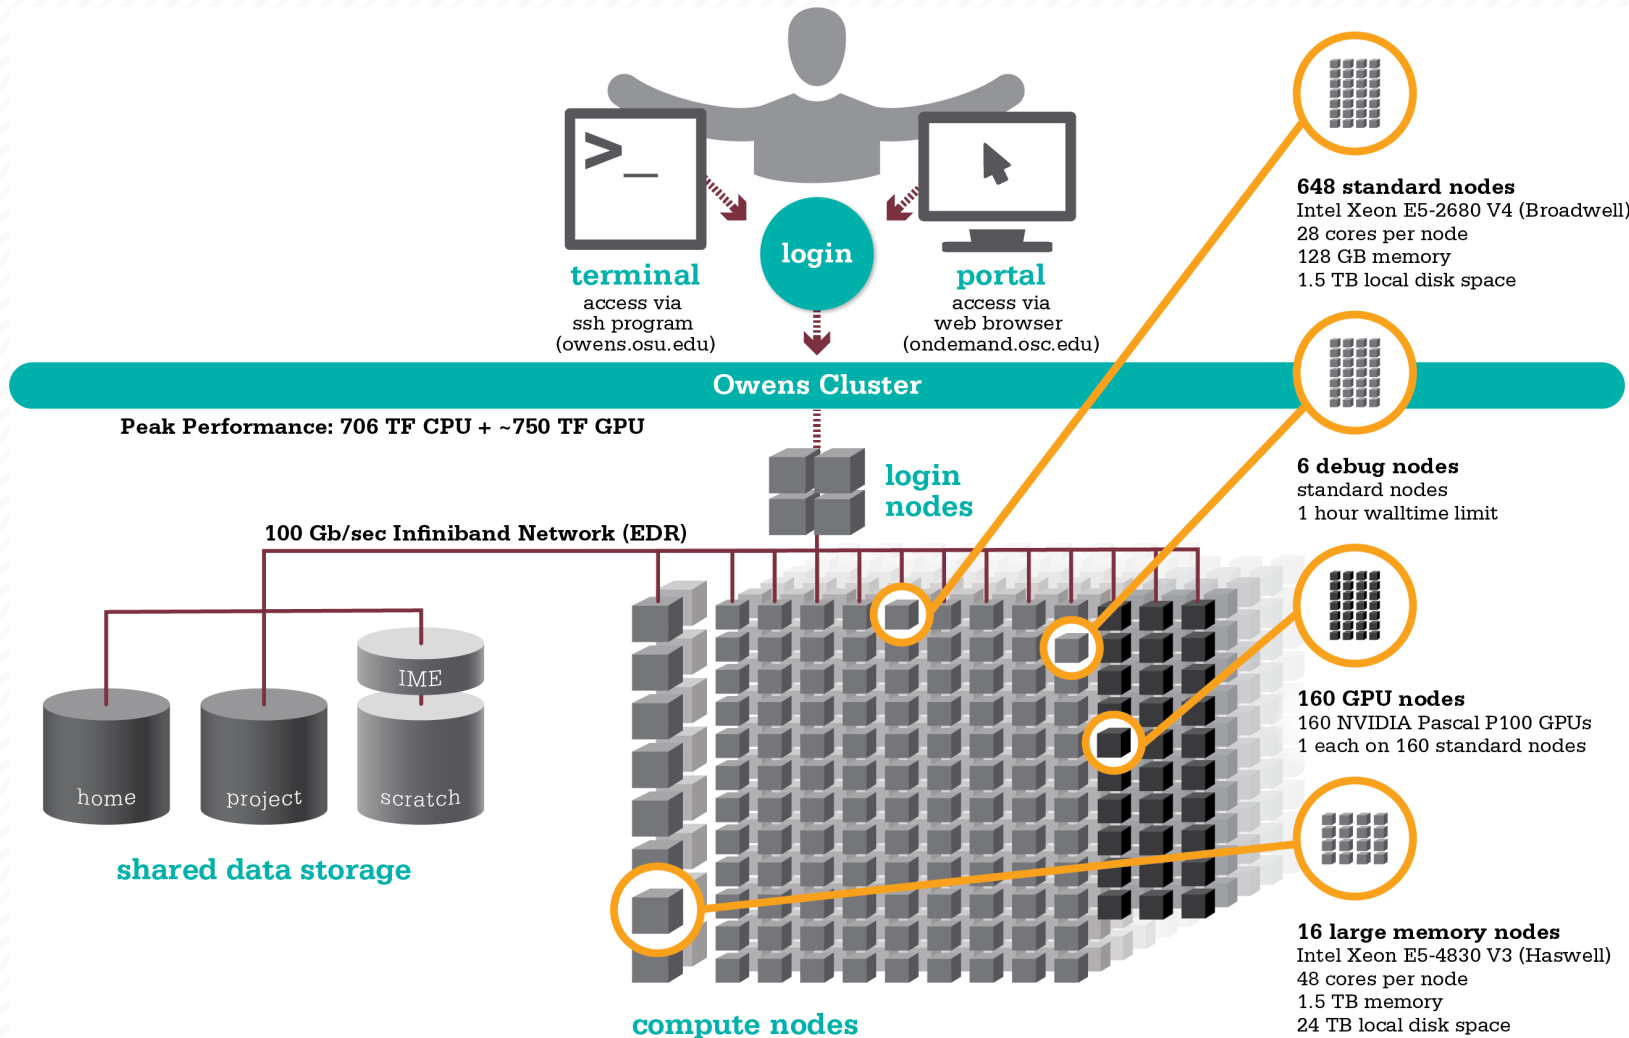 >_
login
terminal
access via
ssh program
(owens.osu.edu)
portal
access via
web browser
(ondemand.osc.edu)
Owens Cluster
Peak Performance: 706 TF CPU + ~750 TF GPU
login
nodes
100 Gb/sec Infiniband Network (EDR)
IME
home
project
scratch
shared data storage
compute nodes
648 standard nodes
Intel Xeon E5-2680 V4 (Broadwell)
28 cores per node
128 GB memory
1.5 TB local disk space
6 debug nodes
standard nodes
1 hour walltime limit
160 GPU nodes
160 NVIDIA Pascal P100 GPUs
1 each on 160 standard nodes
16 large memory nodes
Intel Xeon E5-4830 V3 (Haswell)
48 cores per node
1.5 TB memory
24 TB local disk space